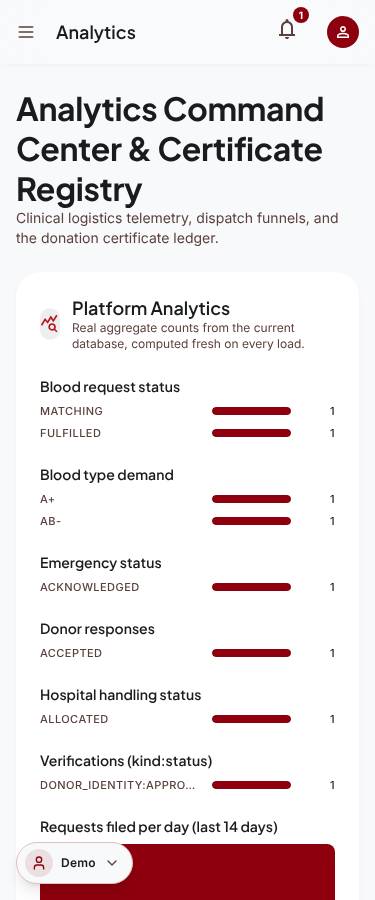 Analytics
1
Analytics Command
Center & Certificate
Registry
Clinical logistics telemetry, dispatch funnels, and
the donation certificate ledger.
Platform Analytics
Real aggregate counts from the current
database, computed fresh on every load.
Blood request status
MATCHING 1
FULFILLED 1
Blood type demand
A+ 1
AB- 1
Emergency status
ACKNOWLEDGED 1
Donor responses
ACCEPTED 1
Hospital handling status
ALLOCATED 1
Verifications (kind:status)
DONOR_IDENTITY:APPRO... 1
Requests filed per day (last 14 days)
Demo